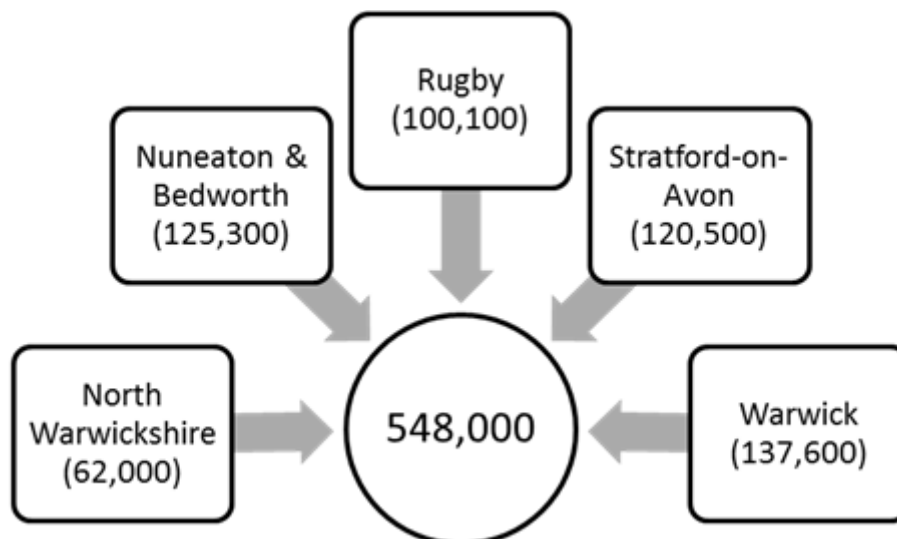 Rugby
(100,100)
Nuneaton &
Bedworth
(125,300)
Stratford-on-
Avon
(120,500)
North
Warwickshire
(62,000)
548,000
Warwick
(137,600)